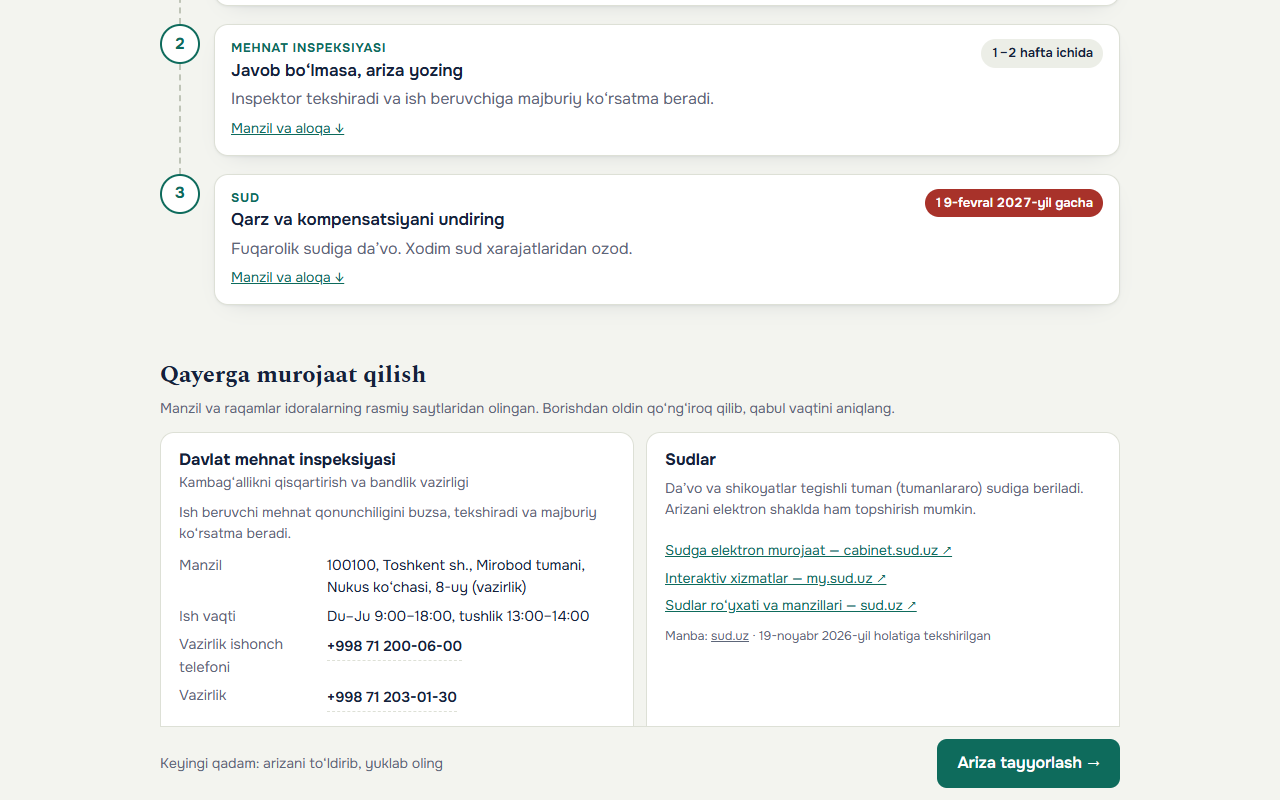 2
MEHNAT INSPEKSIYASI
1–2 hafta ichida
Javob bo‘lmasa, ariza yozing
Inspektor tekshiradi va ish beruvchiga majburiy ko‘rsatma beradi.
Manzil va aloqa ↓
3
SUD
19-fevral 2027-yil gacha
Qarz va kompensatsiyani undiring
Fuqarolik sudiga da’vo. Xodim sud xarajatlaridan ozod.
Manzil va aloqa ↓
Qayerga murojaat qilish
Manzil va raqamlar idoralarning rasmiy saytlaridan olingan. Borishdan oldin qo‘ng‘iroq qilib, qabul vaqtini aniqlang.
Davlat mehnat inspeksiyasi
Kambag‘allikni qisqartirish va bandlik vazirligi
Ish beruvchi mehnat qonunchiligini buzsa, tekshiradi va majburiy
ko‘rsatma beradi.
Manzil 100100, Toshkent sh., Mirobod tumani,
Nukus ko‘chasi, 8-uy (vazirlik)
Ish vaqti Du–Ju 9:00–18:00, tushlik 13:00–14:00
Vazirlik ishonch +998 71 200-06-00
telefoni
Vazirlik +998 71 203-01-30
Sudlar
Da’vo va shikoyatlar tegishli tuman (tumanlararo) sudiga beriladi.
Arizani elektron shaklda ham topshirish mumkin.
Sudga elektron murojaat — cabinet.sud.uz ↗
Interaktiv xizmatlar — my.sud.uz ↗
Sudlar ro‘yxati va manzillari — sud.uz ↗
Manba: sud.uz · 19-noyabr 2026-yil holatiga tekshirilgan
Keyingi qadam: arizani to‘ldirib, yuklab oling
Ariza tayyorlash →